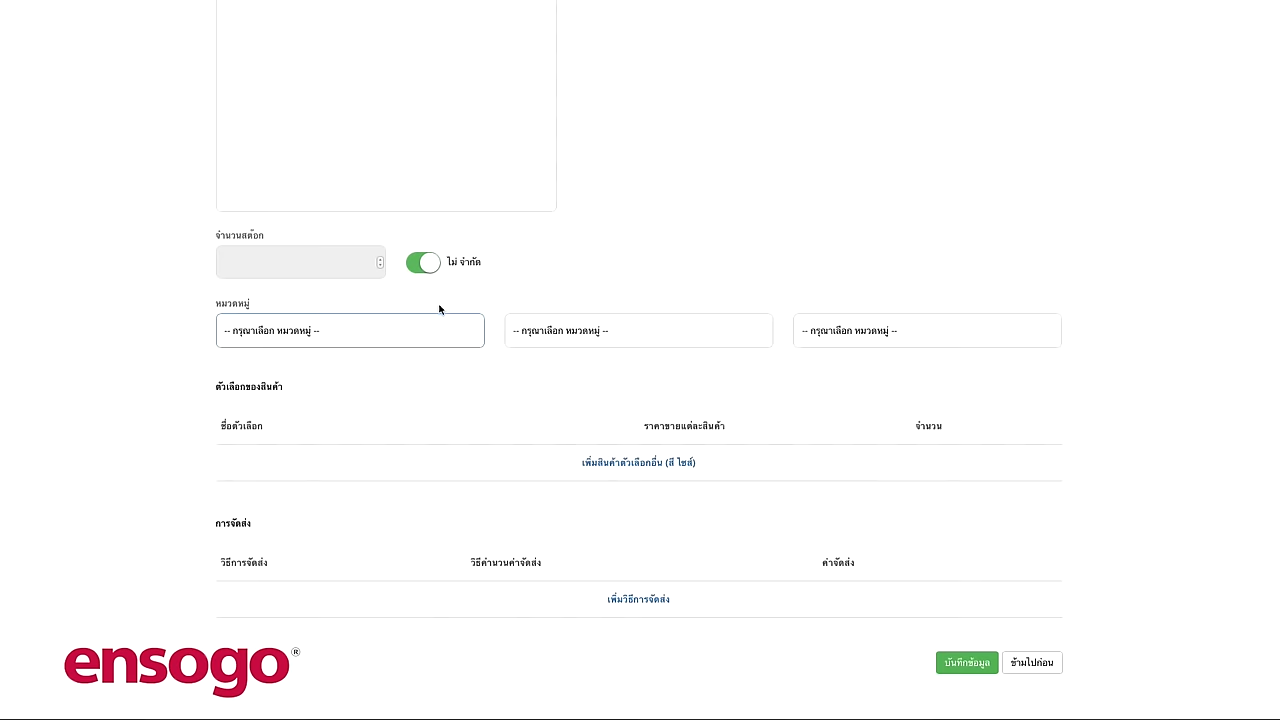 จำนวนสต๊อก
ไม่ จำกัด
หมวดหมู่
-- กรุณาเลือก หมวดหมู่ -- -- กรุณาเลือก หมวดหมู่ -- -- กรุณาเลือก หมวดหมู่ --
ตัวเลือกของสินค้า
ชื่อตัวเลือก ราคาขายแต่ละสินค้า จำนวน
เพิ่มสินค้าตัวเลือกอื่น (สี ไซส์)
การจัดส่ง
วิธีการจัดส่ง วิธีคำนวนค่าจัดส่ง ค่าจัดส่ง
เพิ่มวิธีการจัดส่ง
ensogo®
บันทึกข้อมูล ข้ามไปก่อน